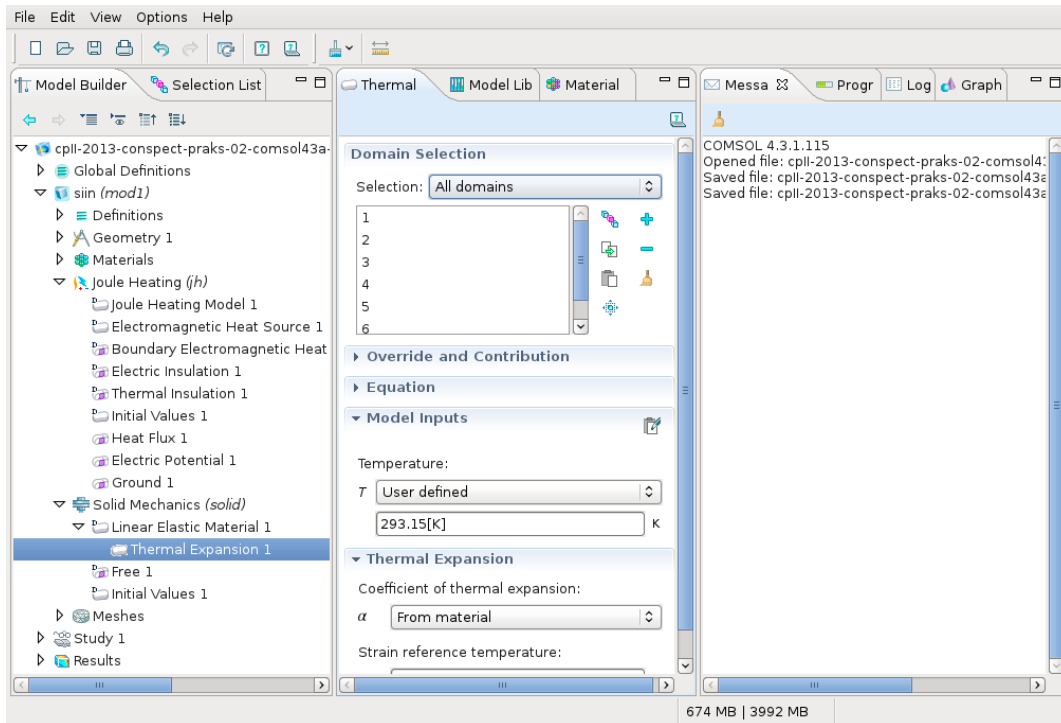 File Edit View Options Help
Model Builder Selection List
cpII-2013-conspect-praks-02-comsol43a-
Global Definitions
siin (mod1)
Definitions
Geometry 1
Materials
Joule Heating (jh)
Joule Heating Model 1
Electromagnetic Heat Source 1
Boundary Electromagnetic Heat
Electric Insulation 1
Thermal Insulation 1
Initial Values 1
Heat Flux 1
Electric Potential 1
Ground 1
Solid Mechanics (solid)
Linear Elastic Material 1
Thermal Expansion 1
Free 1
Initial Values 1
Meshes
Study 1
Results
Thermal Model Lib Material
Domain Selection
Selection: All domains
1
2
3
4
5
6
Override and Contribution
Equation
Model Inputs
Temperature:
T User defined
293.15[K] K
Thermal Expansion
Coefficient of thermal expansion:
α From material
Strain reference temperature:
Messa Progr Log Graph
COMSOL 4.3.1.115
Opened file: cpII-2013-conspect-praks-02-comsol4
Saved file: cpII-2013-conspect-praks-02-comsol43a
Saved file: cpII-2013-conspect-praks-02-comsol43a
674 MB | 3992 MB